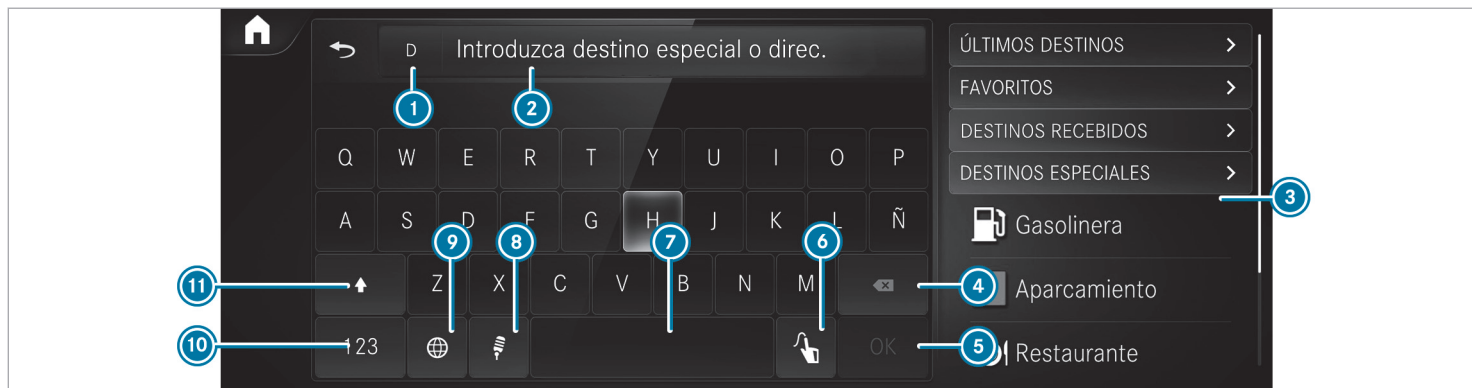 D Introduzca destino especial o direc.
1 2
Q W E R T Y U I O P
A S D F G H J K L Ñ
9 8 7 6
11 Z X C V B N M 4
10 123 OK 5
ÚLTIMOS DESTINOS
FAVORITOS
DESTINOS RECEBIDOS
DESTINOS ESPECIALES
3
Gasolinera
Aparcamiento
Restaurante